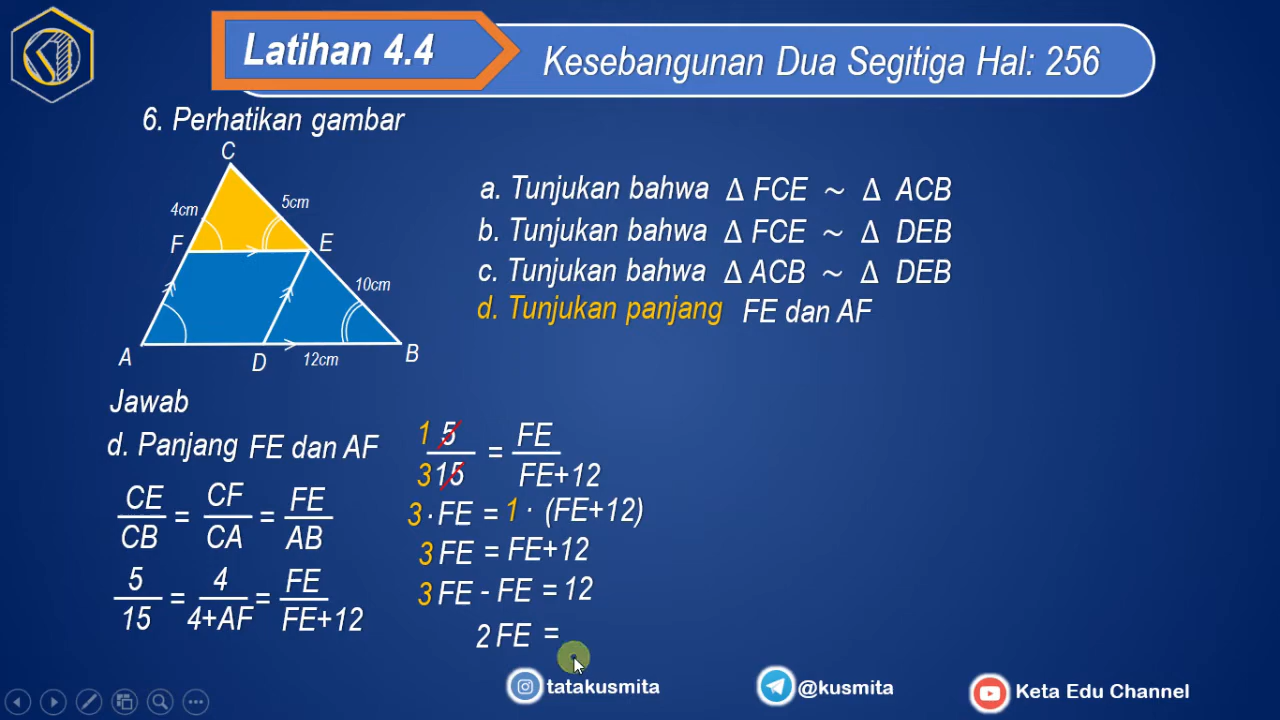 Latihan 4.4
Kesebangunan Dua Segitiga Hal: 256
6. Perhatikan gambar
C
4cm
5cm
F
E
10cm
A
D
12cm
B
a. Tunjukan bahwa Δ FCE ~ Δ ACB
b. Tunjukan bahwa Δ FCE ~ Δ DEB
c. Tunjukan bahwa Δ ACB ~ Δ DEB
d. Tunjukan panjang FE dan AF
Jawab
d. Panjang FE dan AF
CE/CB = CF/CA = FE/AB
5/15 = 4/4+AF = FE/FE+12
1 5/3 15 = FE/FE+12
3 · FE = 1 · (FE+12)
3 FE = FE+12
3 FE - FE = 12
2 FE =
tatakusmita
@kusmita
Keta Edu Channel